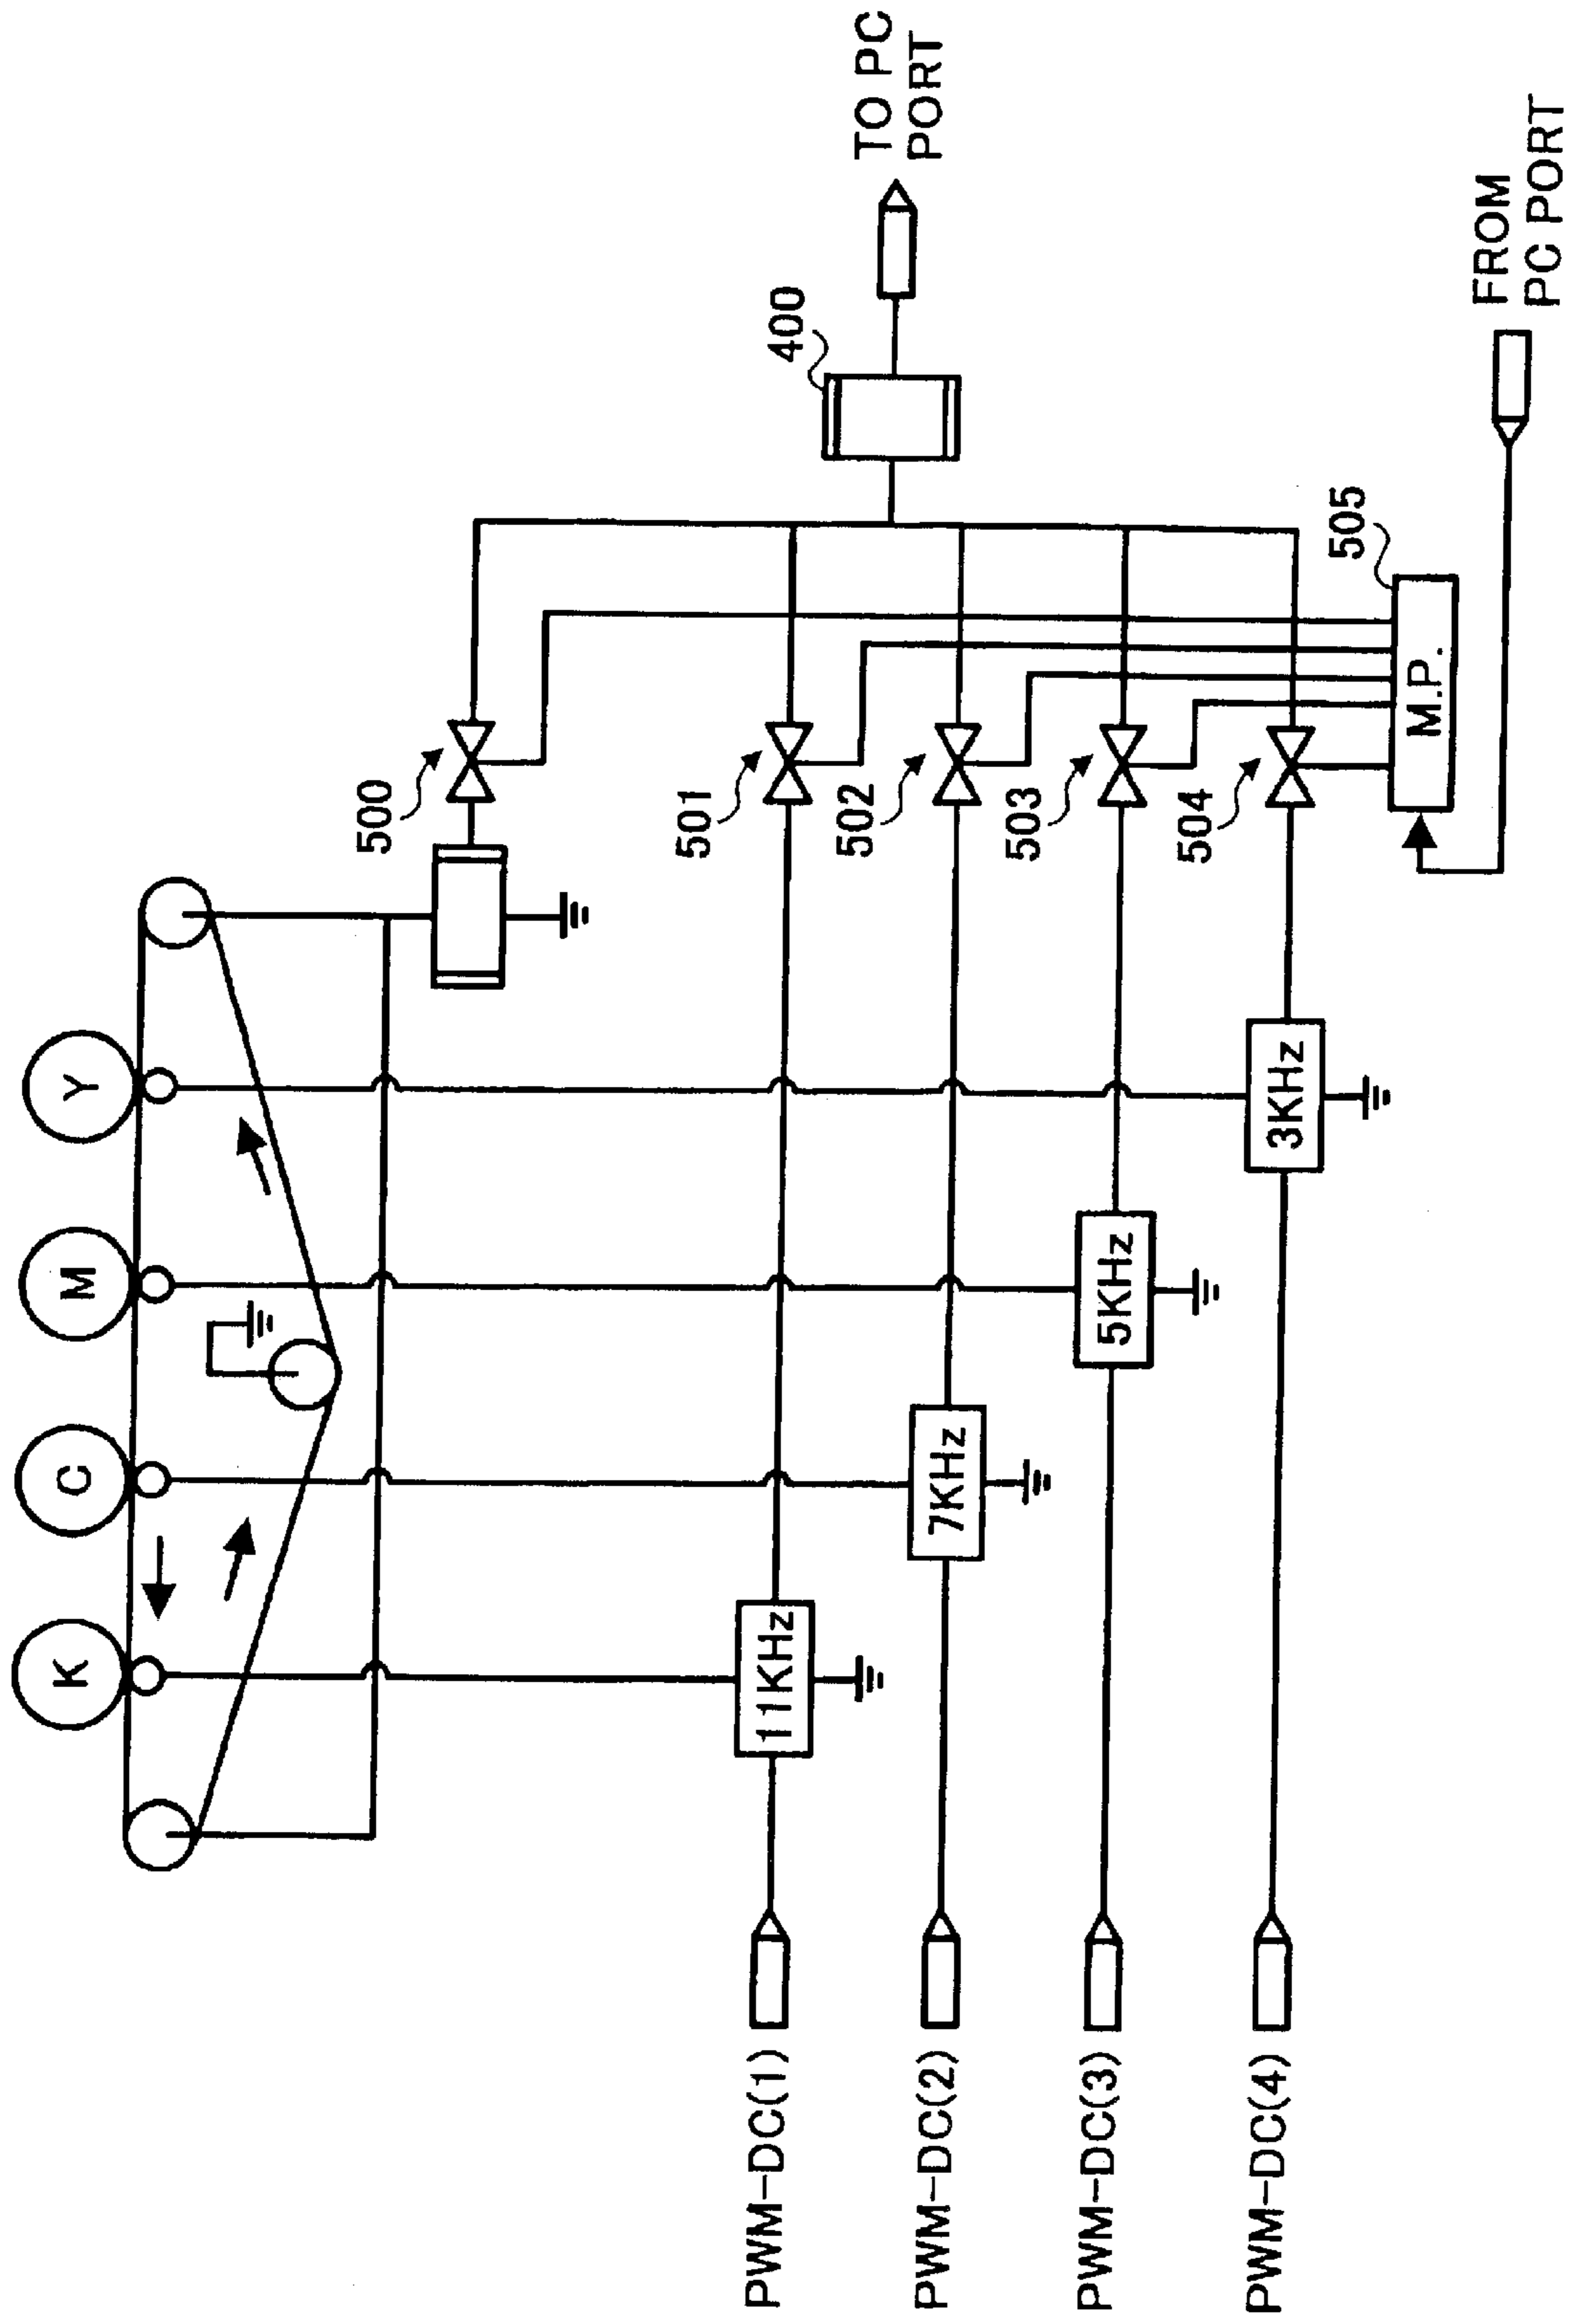 K
C
M
Y
500
501
502
503
504
505
400
11KHz
7KHz
5KHz
3KHz
M.P.
TO PC
PORT
FROM
PC PORT
PWM-DC(1)
PWM-DC(2)
PWM-DC(3)
PWM-DC(4)